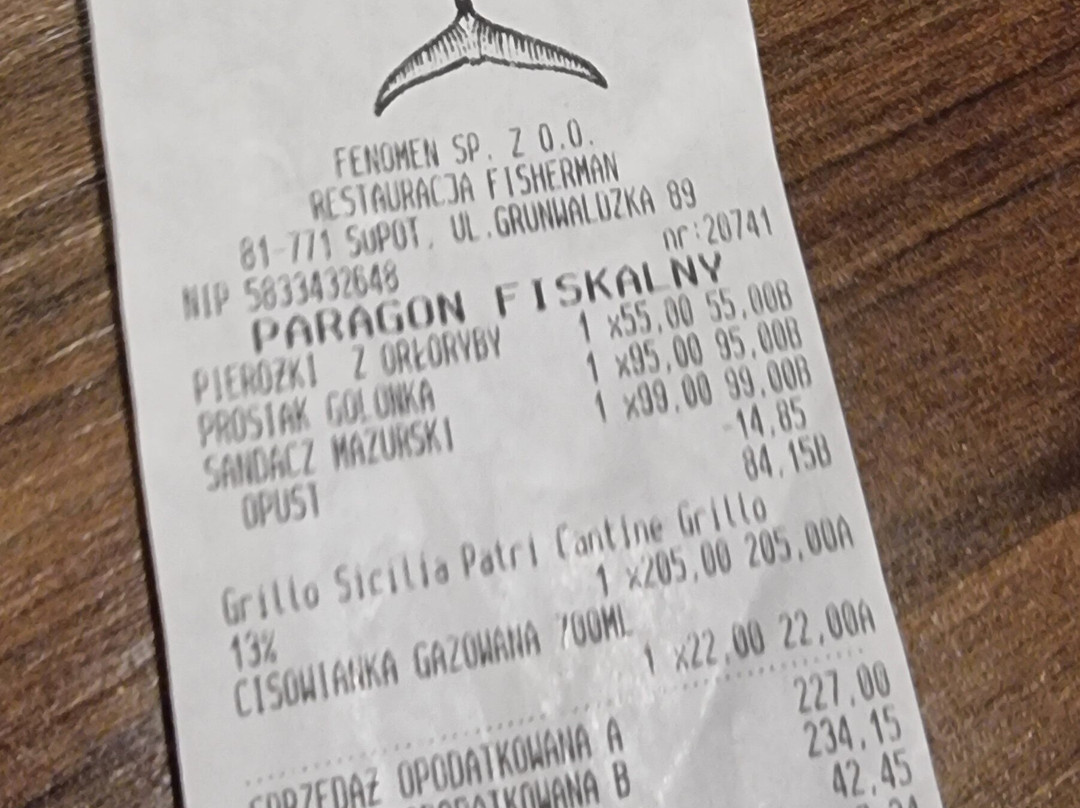 FENOMEN SP. Z O.O.
RESTAURACJA FISHERMAN
81-771 SOPOT, UL.GRUNWALDZKA 89
NIP 5833432648 nr:20741
PARAGON FISKALNY
PIEROŻKI Z ORŁORYBY 1 x55,00 55,00B
PROSIAK GOLONKA 1 x95,00 95,00B
SANDACZ MAZURSKI 1 x99,00 99,00B
OPUST -14,85
84,15B
Grillo Sicilia Patri Cantine Grillo
13% 1 x205,00 205,00A
CISOWIANKA GAZOWANA 700ML
1 x22,00 22,00A
SPRZEDAŻ OPODATKOWANA A 227,00
OPODATKOWANA B 234,15
42,45